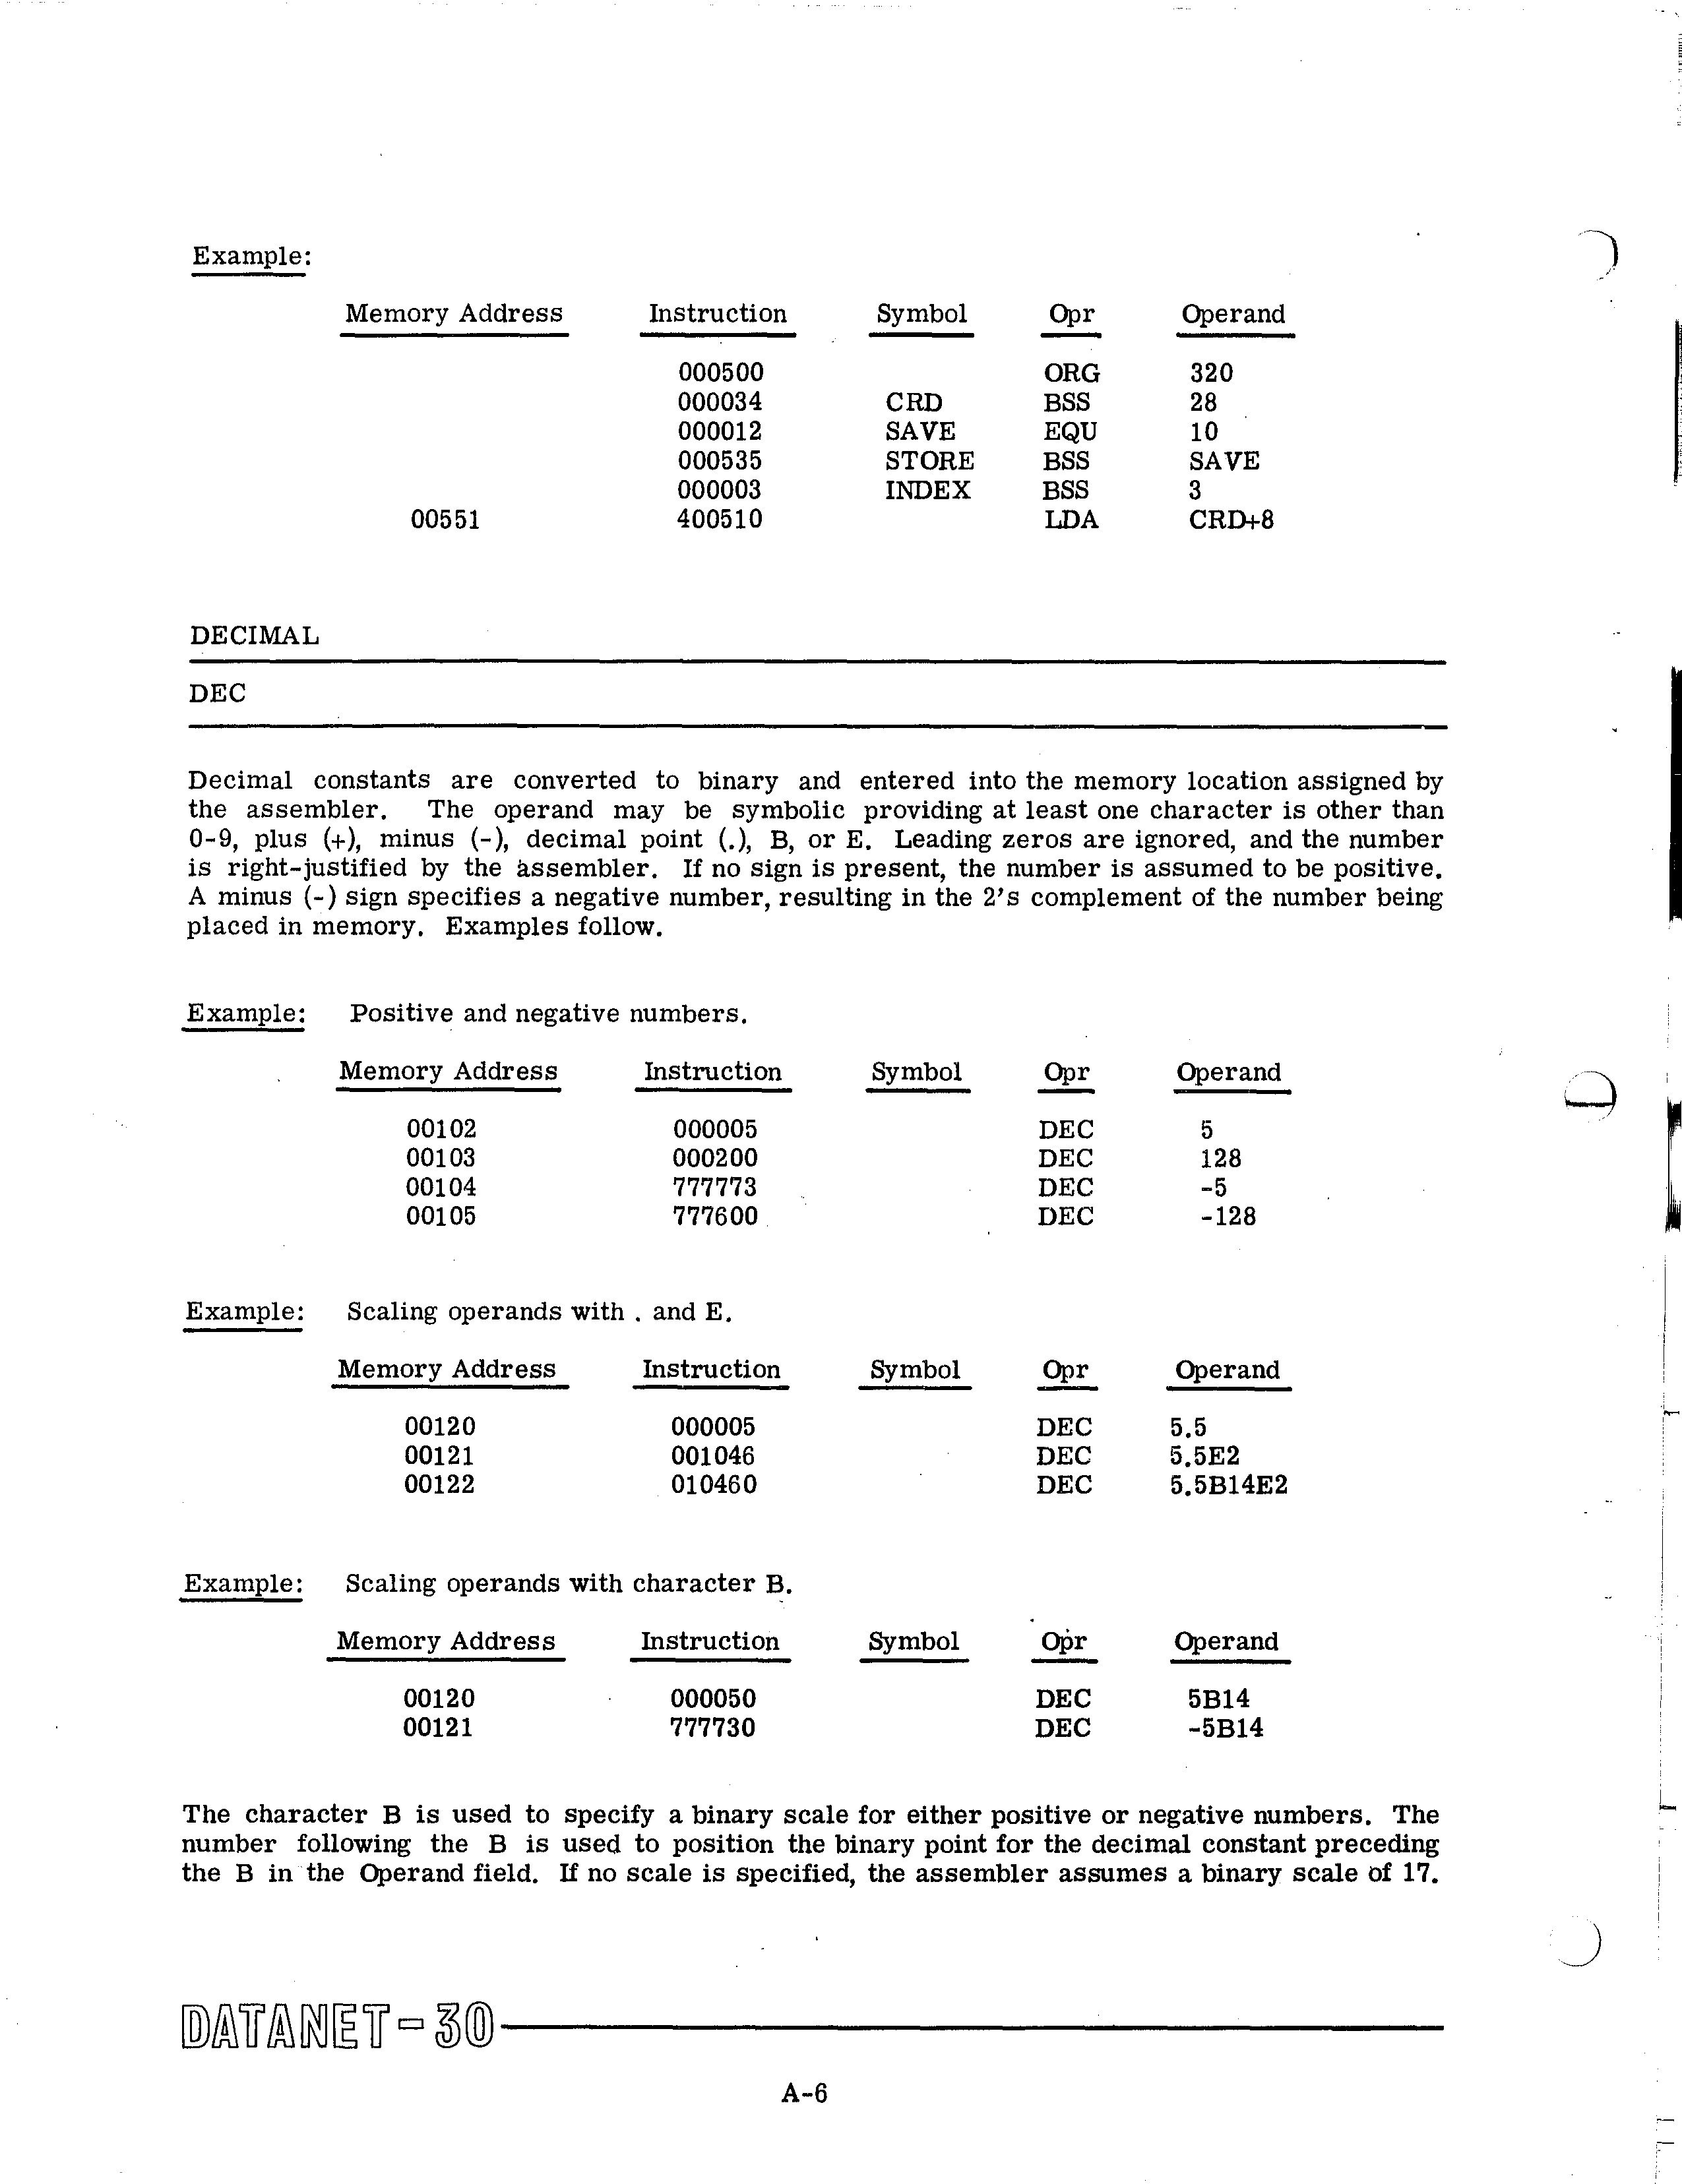 Example:
Memory Address Instruction Symbol Opr Operand
000500 ORG 320
000034 CRD BSS 28
000012 SAVE EQU 10
000535 STORE BSS SAVE
000003 INDEX BSS 3
00551 400510 LDA CRD+8
DECIMAL
DEC
Decimal constants are converted to binary and entered into the memory location assigned by
the assembler. The operand may be symbolic providing at least one character is other than
0-9, plus (+), minus (-), decimal point (.), B, or E. Leading zeros are ignored, and the number
is right-justified by the assembler. If no sign is present, the number is assumed to be positive.
A minus (-) sign specifies a negative number, resulting in the 2's complement of the number being
placed in memory. Examples follow.
Example: Positive and negative numbers.
Memory Address Instruction Symbol Opr Operand
00102 000005 DEC 5
00103 000200 DEC 128
00104 777773 DEC -5
00105 777600 DEC -128
Example: Scaling operands with . and E.
Memory Address Instruction Symbol Opr Operand
00120 000005 DEC 5.5
00121 001046 DEC 5.5E2
00122 010460 DEC 5.5B14E2
Example: Scaling operands with character B.
Memory Address Instruction Symbol Opr Operand
00120 000050 DEC 5B14
00121 777730 DEC -5B14
The character B is used to specify a binary scale for either positive or negative numbers. The
number following the B is used to position the binary point for the decimal constant preceding
the B in the Operand field. If no scale is specified, the assembler assumes a binary scale of 17.
DATANET-30
A-6